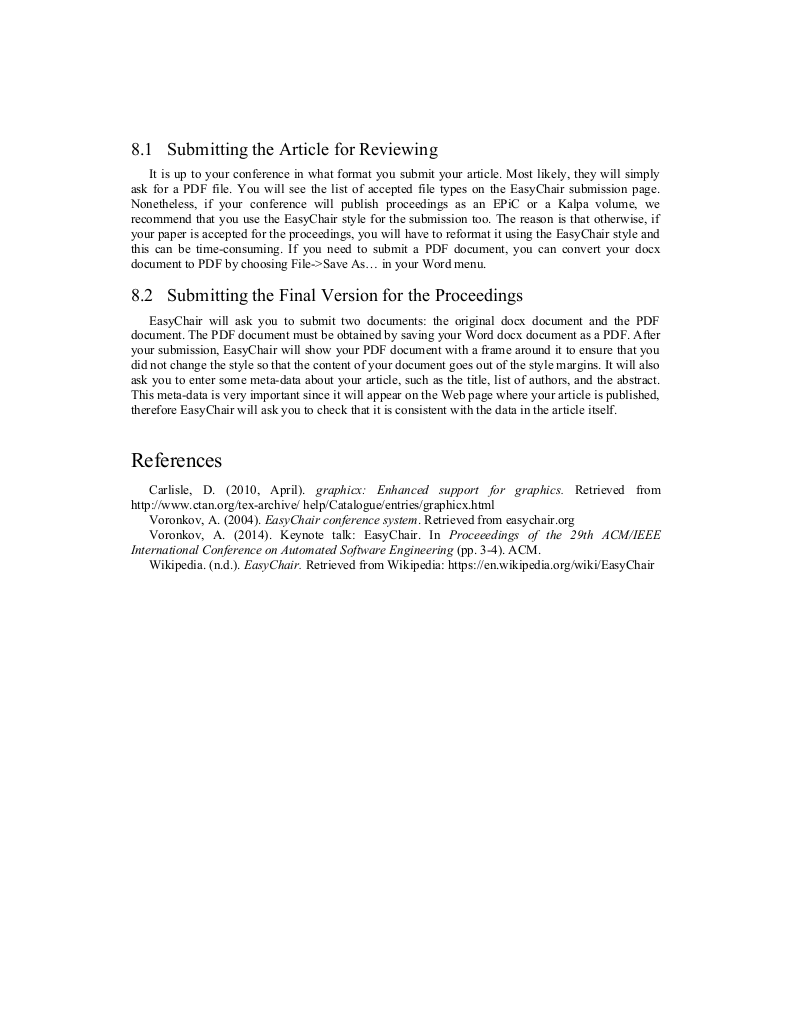 8.1 Submitting the Article for Reviewing
It is up to your conference in what format you submit your article. Most likely, they will simply
ask for a PDF file. You will see the list of accepted file types on the EasyChair submission page.
Nonetheless, if your conference will publish proceedings as an EPiC or a Kalpa volume, we
recommend that you use the EasyChair style for the submission too. The reason is that otherwise, if
your paper is accepted for the proceedings, you will have to reformat it using the EasyChair style and
this can be time-consuming. If you need to submit a PDF document, you can convert your docx
document to PDF by choosing File->Save As… in your Word menu.
8.2 Submitting the Final Version for the Proceedings
EasyChair will ask you to submit two documents: the original docx document and the PDF
document. The PDF document must be obtained by saving your Word docx document as a PDF. After
your submission, EasyChair will show your PDF document with a frame around it to ensure that you
did not change the style so that the content of your document goes out of the style margins. It will also
ask you to enter some meta-data about your article, such as the title, list of authors, and the abstract.
This meta-data is very important since it will appear on the Web page where your article is published,
therefore EasyChair will ask you to check that it is consistent with the data in the article itself.
References
Carlisle, D. (2010, April). graphicx: Enhanced support for graphics. Retrieved from
http://www.ctan.org/tex-archive/ help/Catalogue/entries/graphicx.html
Voronkov, A. (2004). EasyChair conference system. Retrieved from easychair.org
Voronkov, A. (2014). Keynote talk: EasyChair. In Proceeedings of the 29th ACM/IEEE
International Conference on Automated Software Engineering (pp. 3-4). ACM.
Wikipedia. (n.d.). EasyChair. Retrieved from Wikipedia: https://en.wikipedia.org/wiki/EasyChair